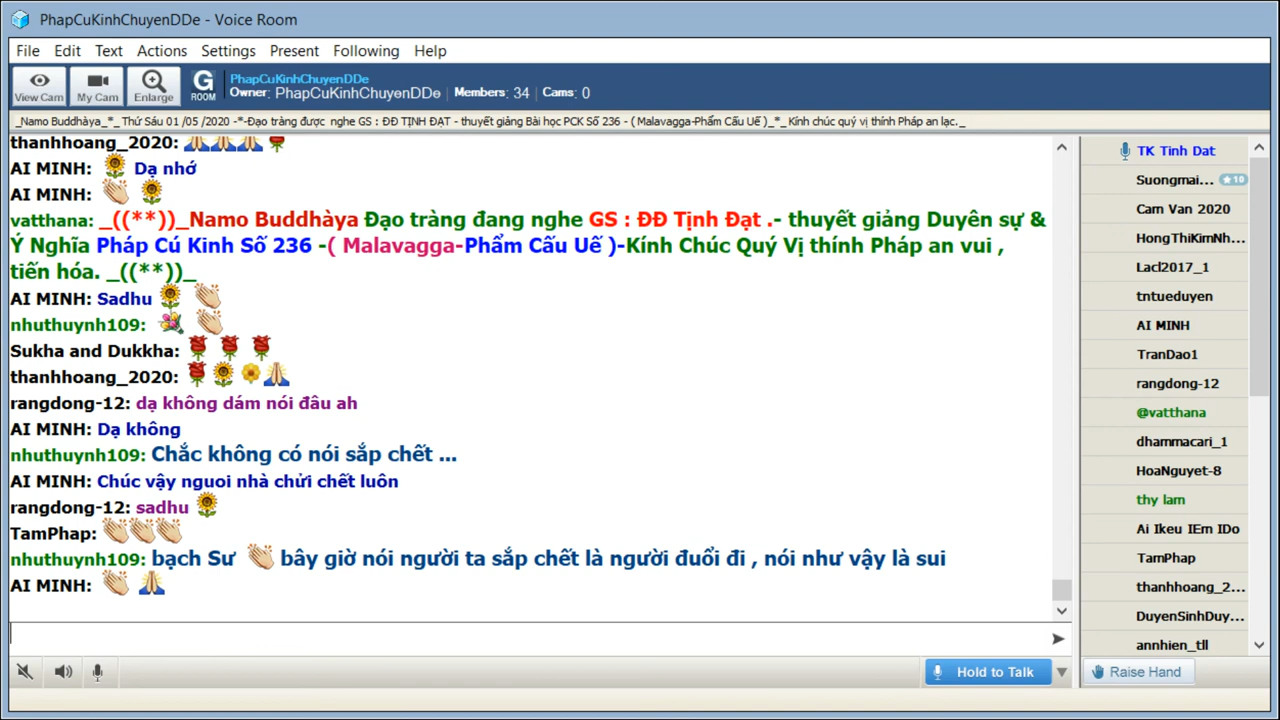 PhapCuKinhChuyenDDe - Voice Room
File Edit Text Actions Settings Present Following Help
View Cam My Cam Enlarge G ROOM PhapCuKinhChuyenDDe
Owner: PhapCuKinhChuyenDDe Members: 34 Cams: 0
_Namo Buddhàya_*_ Thứ Sáu 01 /05 /2020 -*-Đạo tràng được nghe GS : ĐĐ TỊNH ĐẠT - thuyết giảng Bài học PCK Số 236 - ( Malavagga-Phẩm Cấu Uế )_*_ Kính chúc quý vị thính Pháp an lạc._
thanhhoang_2020: 🙏🙏🙏🌹
AI MINH: 🌻 Dạ nhớ
AI MINH: 👏 🌻
vatthana: _((**))_Namo Buddhàya Đạo tràng đang nghe GS : ĐĐ Tịnh Đạt .- thuyết giảng Duyên sự &
Ý Nghĩa Pháp Cú Kinh Số 236 -( Malavagga-Phẩm Cấu Uế )-Kính Chúc Quý Vị thính Pháp an vui ,
tiến hóa. _((**))_
AI MINH: Sadhu 🌻 👏
nhuthuynh109: 💐 👏
Sukha and Dukkha: 🌹 🌹 🌹
thanhhoang_2020: 🌹🌻🌼🙏
rangdong-12: dạ không dám nói đâu ah
AI MINH: Dạ không
nhuthuynh109: Chắc không có nói sắp chết ...
AI MINH: Chúc vậy nguoi nhà chửi chết luôn
rangdong-12: sadhu 🌻
TamPhap: 👏👏👏
nhuthuynh109: bạch Sư 👏 bây giờ nói người ta sắp chết là người đuổi đi , nói như vậy là sui
AI MINH: 👏 🙏
Hold to Talk
TK Tinh Dat
Suongmai... ★10
Cam Van 2020
HongThiKimNh...
Lacl2017_1
tntueduyen
AI MINH
TranDao1
rangdong-12
@vatthana
dhammacari_1
HoaNguyet-8
thy lam
Ai Ikeu IEm IDo
TamPhap
thanhhoang_2...
DuyenSinhDuy...
annhien_tll
Raise Hand